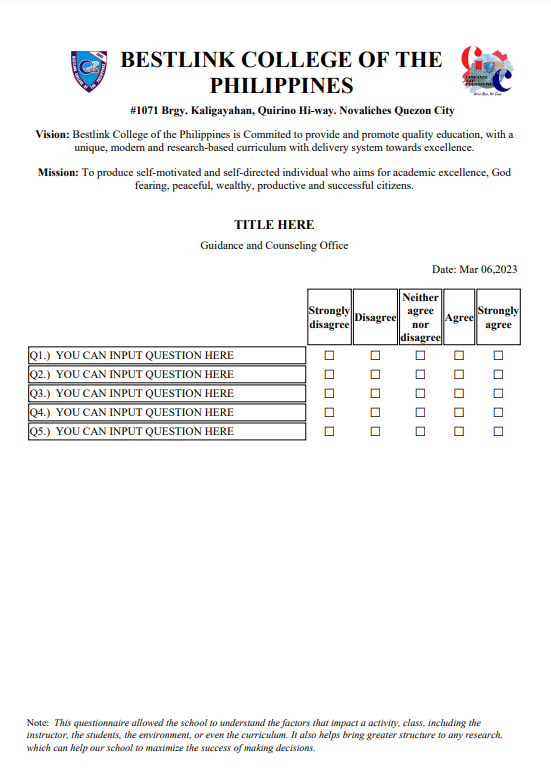 BESTLINK COLLEGE OF THE
PHILIPPINES
#1071 Brgy. Kaligayahan, Quirino Hi-way. Novaliches Quezon City
Vision: Bestlink College of the Philippines is Commited to provide and promote quality education, with a
unique, modern and research-based curriculum with delivery system towards excellence.
Mission: To produce self-motivated and self-directed individual who aims for academic excellence, God
fearing, peaceful, wealthy, productive and successful citizens.
TITLE HERE
Guidance and Counseling Office
Date: Mar 06,2023
Strongly disagree Disagree Neither agree nor disagree Agree Strongly agree
Q1.) YOU CAN INPUT QUESTION HERE ☐ ☐ ☐ ☐ ☐
Q2.) YOU CAN INPUT QUESTION HERE ☐ ☐ ☐ ☐ ☐
Q3.) YOU CAN INPUT QUESTION HERE ☐ ☐ ☐ ☐ ☐
Q4.) YOU CAN INPUT QUESTION HERE ☐ ☐ ☐ ☐ ☐
Q5.) YOU CAN INPUT QUESTION HERE ☐ ☐ ☐ ☐ ☐
Note: This questionnaire allowed the school to understand the factors that impact a activity, class, including the
instructor, the students, the environment, or even the curriculum. It also helps bring greater structure to any research,
which can help our school to maximize the success of making decisions.